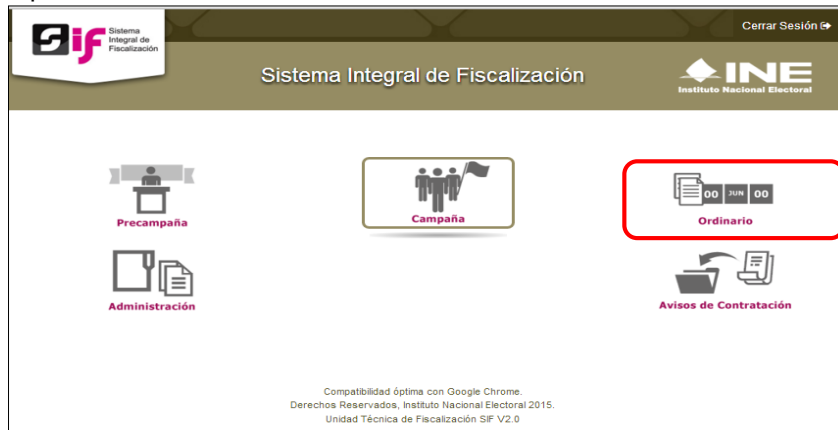 Sif
Sistema
Integral de
Fiscalización
Cerrar Sesión
Sistema Integral de Fiscalización
INE
Instituto Nacional Electoral
Precampaña
Campaña
00 JUN 00
Ordinario
Administración
Avisos de Contratación
Compatibilidad óptima con Google Chrome.
Derechos Reservados, Instituto Nacional Electoral 2015.
Unidad Técnica de Fiscalización SIF V2.0